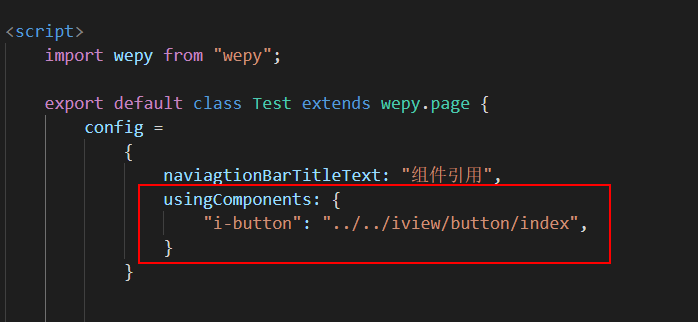 <script>
import wepy from "wepy";
export default class Test extends wepy.page {
config =
{
naviagtionBarTitleText: "组件引用",
usingComponents: {
"i-button": "../../iview/button/index",
}
}